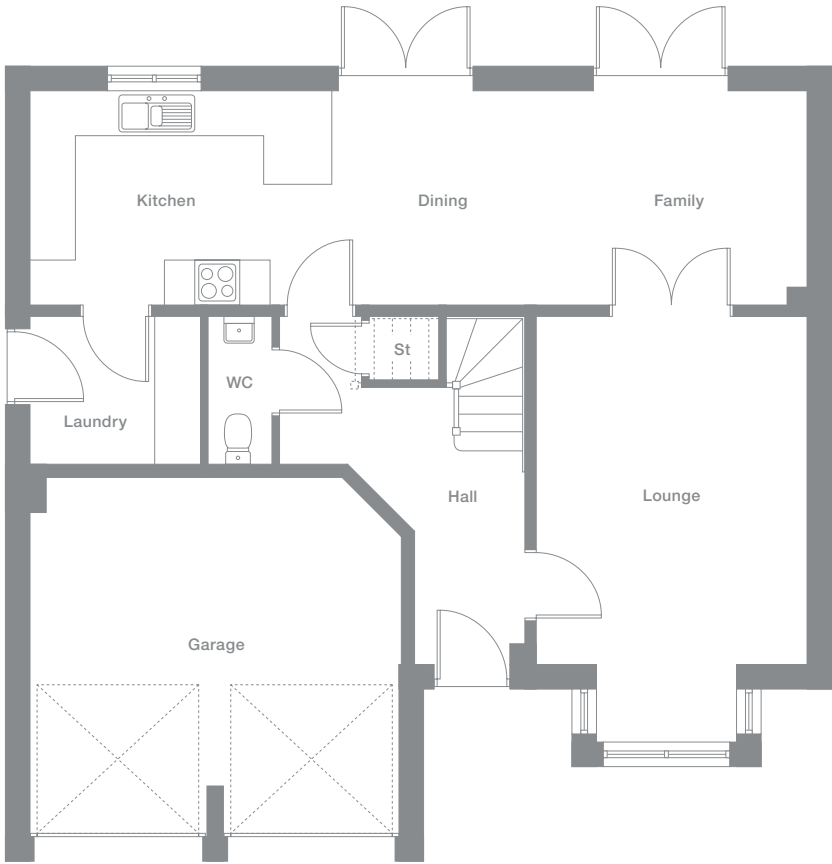 Kitchen
Dining
Family
St
WC
Laundry
Hall
Lounge
Garage